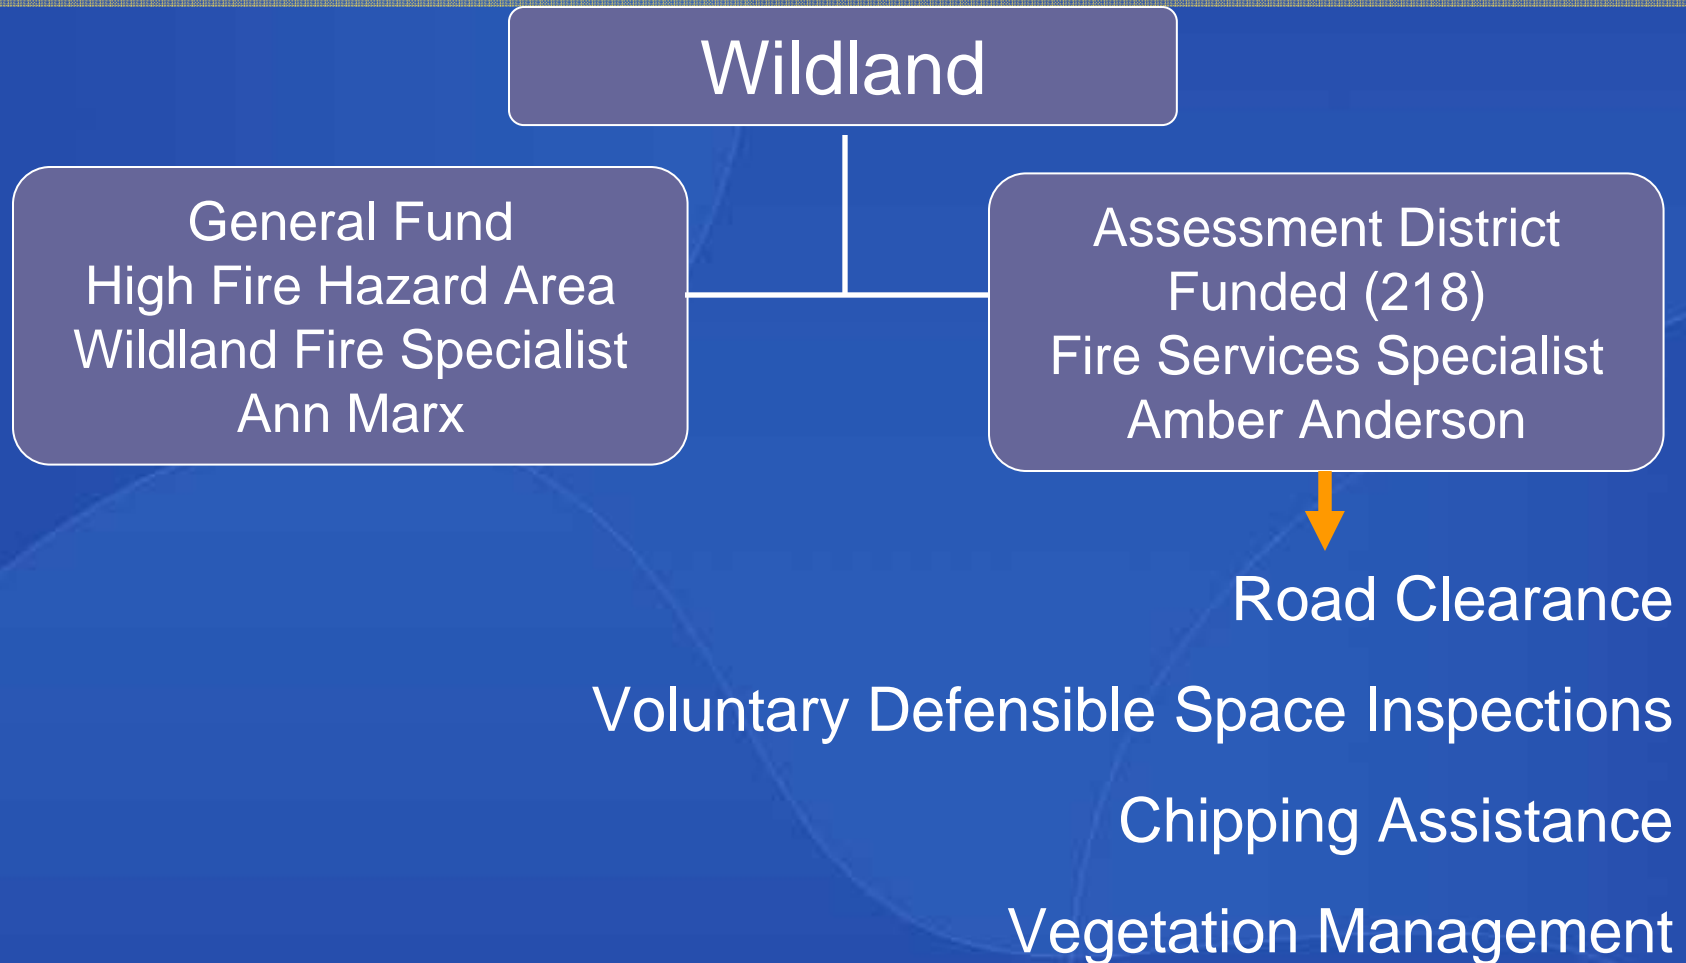 Wildland
General Fund
High Fire Hazard Area
Wildland Fire Specialist
Ann Marx
Assessment District
Funded (218)
Fire Services Specialist
Amber Anderson
Road Clearance
Voluntary Defensible Space Inspections
Chipping Assistance
Vegetation Management